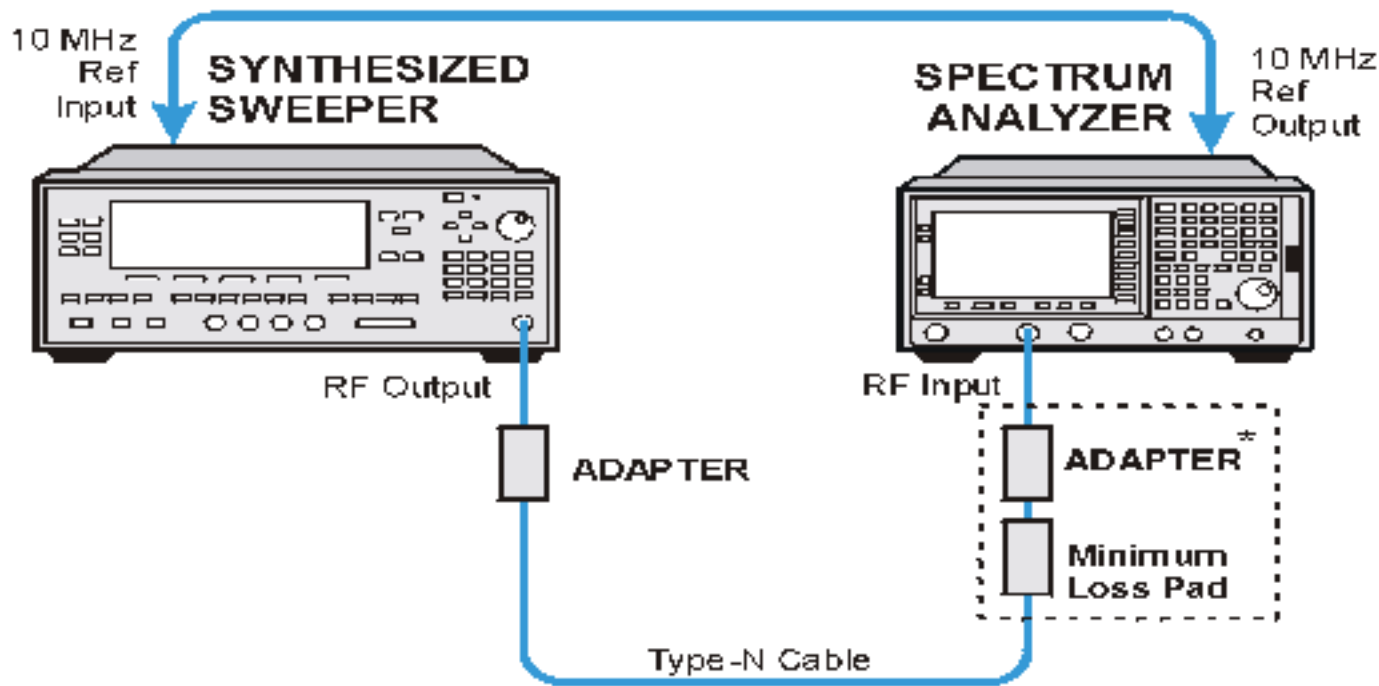 10 MHz
Ref
Input
SYNTHESIZED
SWEEPER
SPECTRUM
ANALYZER
10 MHz
Ref
Output
RF Output
RF Input
ADAPTER
ADAPTER*
Minimum
Loss Pad
Type-N Cable